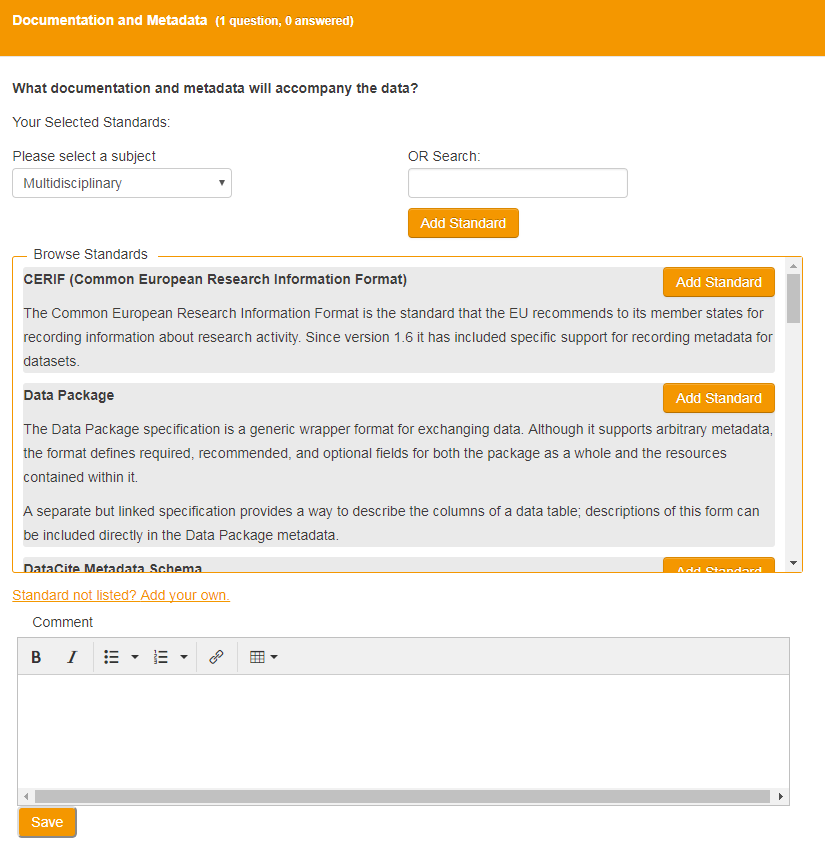 Documentation and Metadata (1 question, 0 answered)
What documentation and metadata will accompany the data?
Your Selected Standards:
Please select a subject
OR Search:
Multidisciplinary
Add Standard
Browse Standards
CERIF (Common European Research Information Format)
Add Standard
The Common European Research Information Format is the standard that the EU recommends to its member states for
recording information about research activity. Since version 1.6 it has included specific support for recording metadata for
datasets.
Data Package
Add Standard
The Data Package specification is a generic wrapper format for exchanging data. Although it supports arbitrary metadata,
the format defines required, recommended, and optional fields for both the package as a whole and the resources
contained within it.
A separate but linked specification provides a way to describe the columns of a data table; descriptions of this form can
be included directly in the Data Package metadata.
DataCite Metadata Schema
Add Standard
Standard not listed? Add your own.
Comment
B I
Save